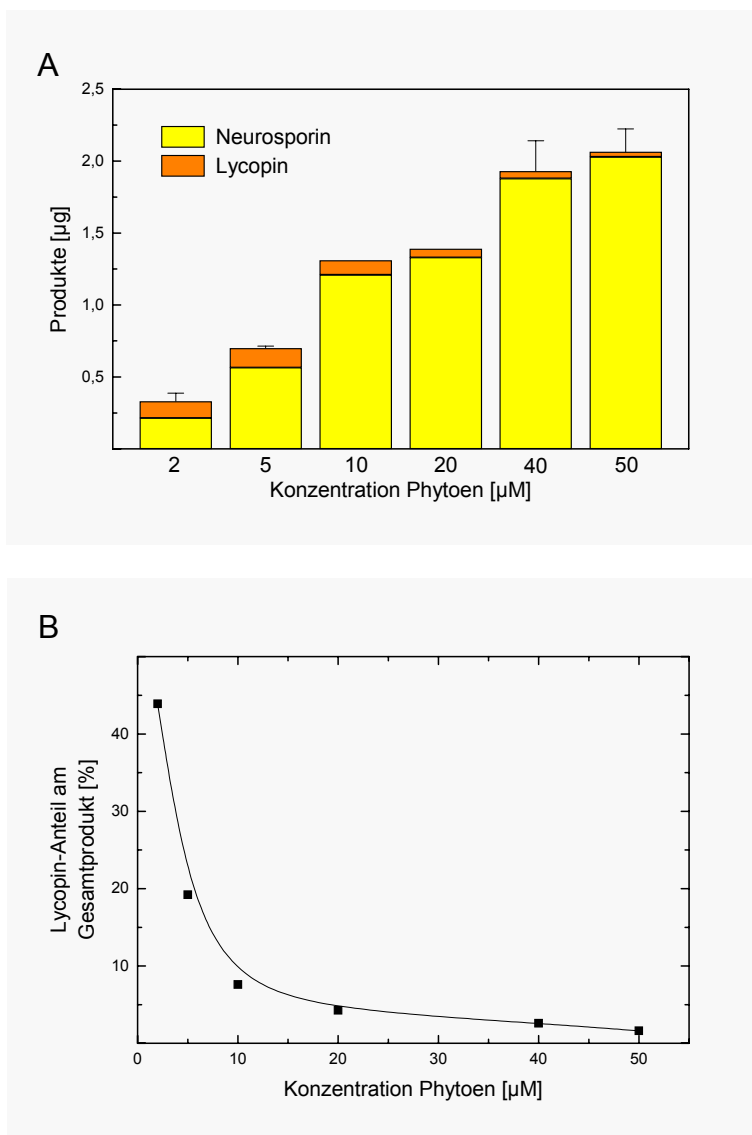 A
2,5
2,0
1,5
1,0
0,5
Produkte [µg]
Neurosporin
Lycopin
2 5 10 20 40 50
Konzentration Phytoen [µM]
B
40
30
20
10
Lycopin-Anteil am
Gesamtprodukt [%]
0 10 20 30 40 50
Konzentration Phytoen [µM]